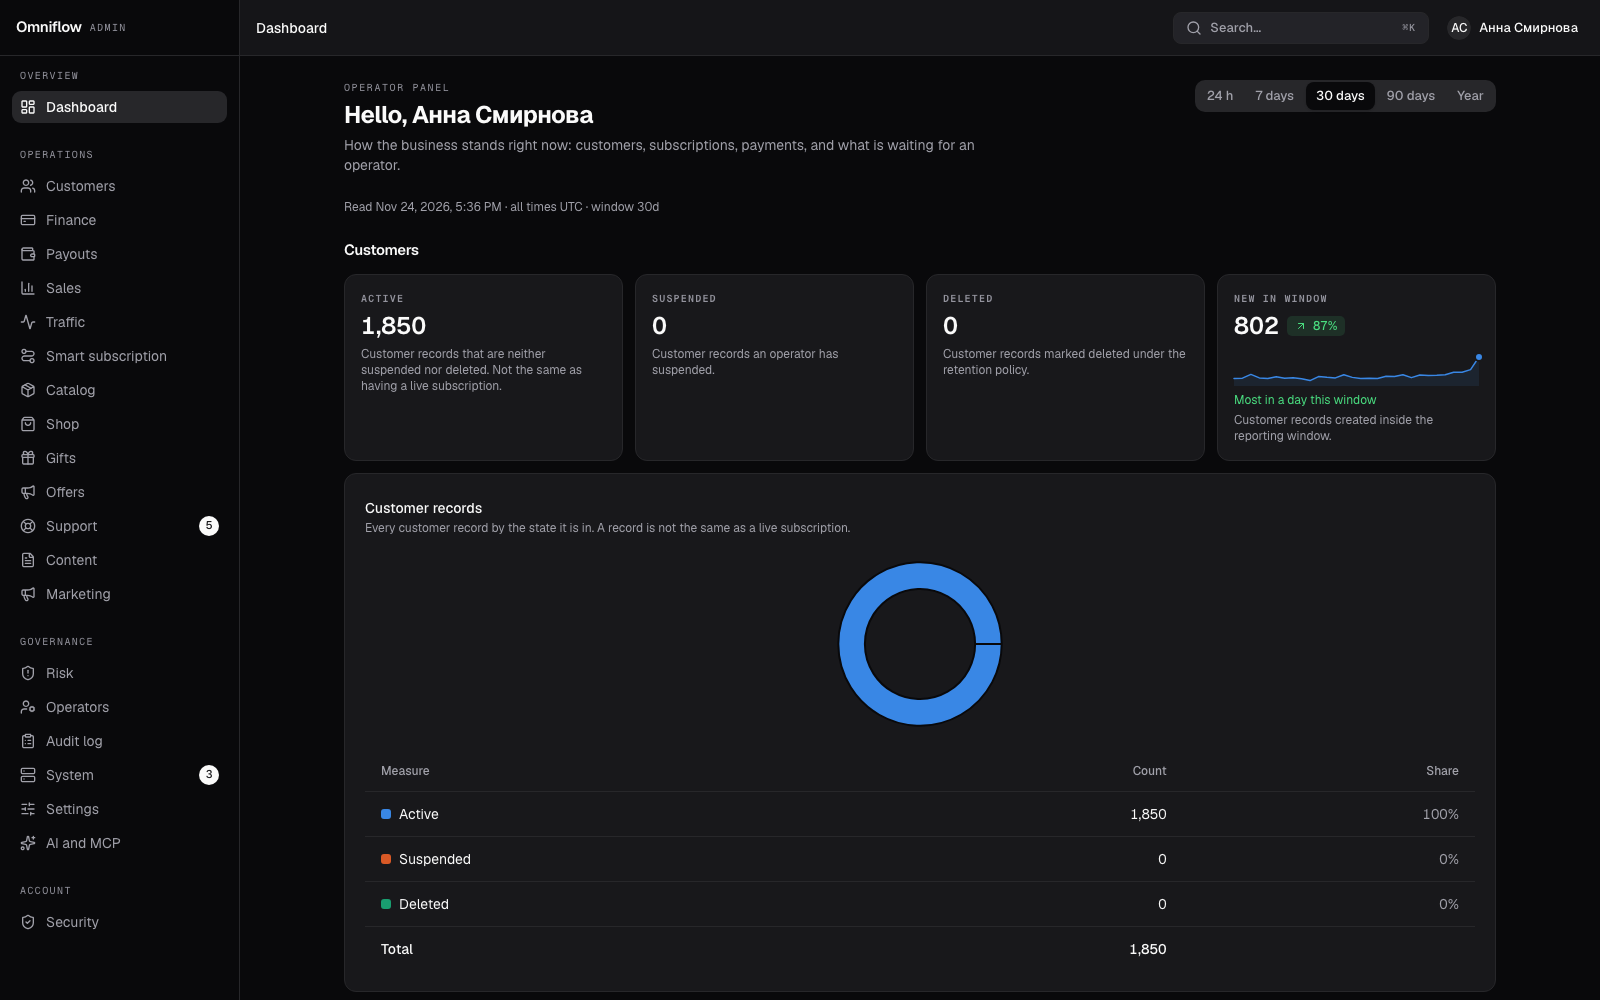 Omniflow ADMIN
Dashboard
Search...
⌘K
AC
Анна Смирнова
OVERVIEW
Dashboard
OPERATIONS
Customers
Finance
Payouts
Sales
Traffic
Smart subscription
Catalog
Shop
Gifts
Offers
Support
5
Content
Marketing
GOVERNANCE
Risk
Operators
Audit log
System
3
Settings
AI and MCP
ACCOUNT
Security
OPERATOR PANEL
Hello, Анна Смирнова
How the business stands right now: customers, subscriptions, payments, and what is waiting for an
operator.
24 h
7 days
30 days
90 days
Year
Read Nov 24, 2026, 5:36 PM · all times UTC · window 30d
Customers
ACTIVE
1,850
Customer records that are neither
suspended nor deleted. Not the same as
having a live subscription.
SUSPENDED
0
Customer records an operator has
suspended.
DELETED
0
Customer records marked deleted under the
retention policy.
NEW IN WINDOW
802
87%
Most in a day this window
Customer records created inside the
reporting window.
Customer records
Every customer record by the state it is in. A record is not the same as a live subscription.
Measure Count Share
Active 1,850 100%
Suspended 0 0%
Deleted 0 0%
Total 1,850